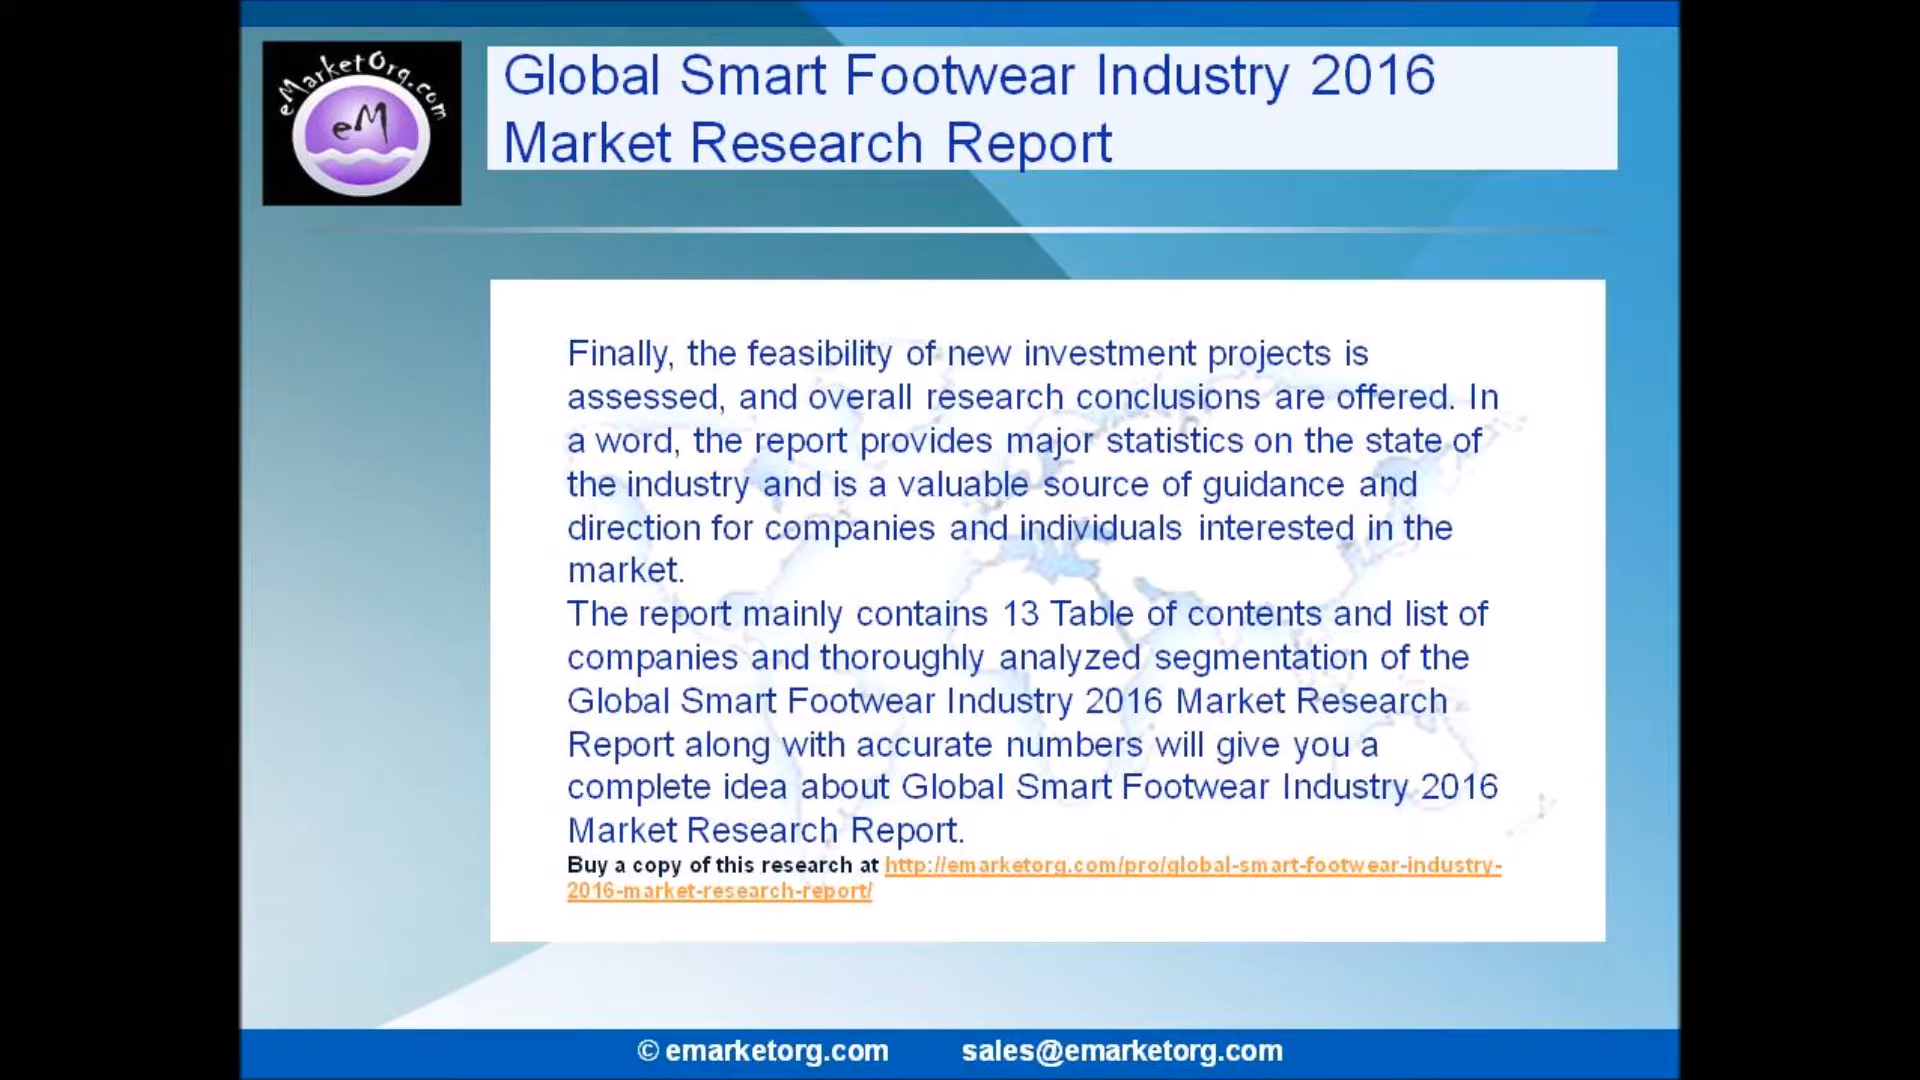 eMarketOrg.com
eM
Global Smart Footwear Industry 2016
Market Research Report
Finally, the feasibility of new investment projects is
assessed, and overall research conclusions are offered. In
a word, the report provides major statistics on the state of
the industry and is a valuable source of guidance and
direction for companies and individuals interested in the
market.
The report mainly contains 13 Table of contents and list of
companies and thoroughly analyzed segmentation of the
Global Smart Footwear Industry 2016 Market Research
Report along with accurate numbers will give you a
complete idea about Global Smart Footwear Industry 2016
Market Research Report.
Buy a copy of this research at http://emarketorg.com/pro/global-smart-footwear-industry-
2016-market-research-report/
© emarketorg.com sales@emarketorg.com